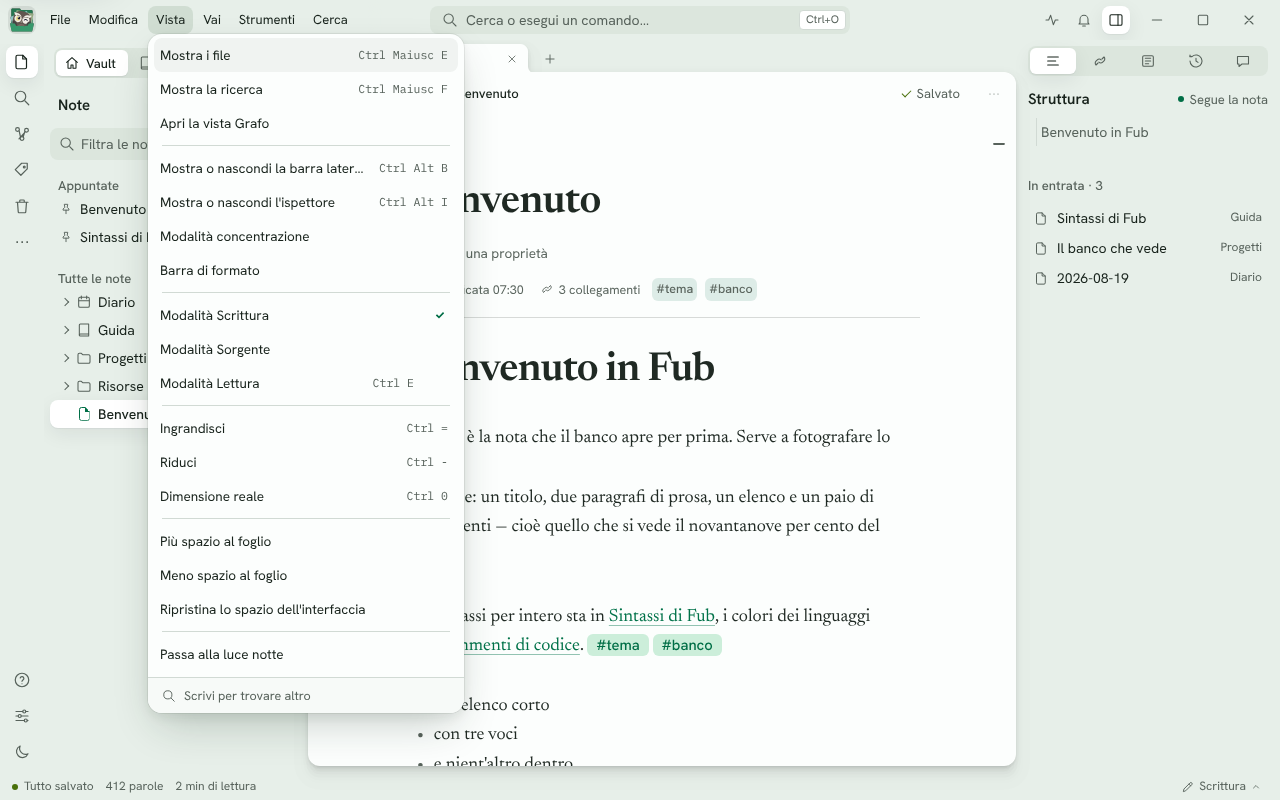 File Modifica Vista Vai Strumenti Cerca
Cerca o esegui un comando... Ctrl+O
Vault
Note
Filtra le no
Appuntate
Benvenuto
Sintassi di
Tutte le note
Diario
Guida
Progetti
Risorse
Benvenu
Mostra i file Ctrl Maiusc E
Mostra la ricerca Ctrl Maiusc F
Apri la vista Grafo
Mostra o nascondi la barra later... Ctrl Alt B
Mostra o nascondi l'ispettore Ctrl Alt I
Modalità concentrazione
Barra di formato
Modalità Scrittura
Modalità Sorgente
Modalità Lettura Ctrl E
Ingrandisci Ctrl =
Riduci Ctrl -
Dimensione reale Ctrl 0
Più spazio al foglio
Meno spazio al foglio
Ripristina lo spazio dell'interfaccia
Passa alla luce notte
Scrivi per trovare altro
envenuto
Salvato
nvenuto
una proprietà
cata 07:30 3 collegamenti #tema #banco
nvenuto in Fub
è la nota che il banco apre per prima. Serve a fotografare lo
e: un titolo, due paragrafi di prosa, un elenco e un paio di
enti — cioè quello che si vede il novantanove per cento del
assi per intero sta in Sintassi di Fub, i colori dei linguaggi
mmenti di codice. #tema #banco
elenco corto
• con tre voci
• e nient'altro dentro
Struttura Segue la nota
Benvenuto in Fub
In entrata · 3
Sintassi di Fub Guida
Il banco che vede Progetti
2026-08-19 Diario
Tutto salvato 412 parole 2 min di lettura
Scrittura